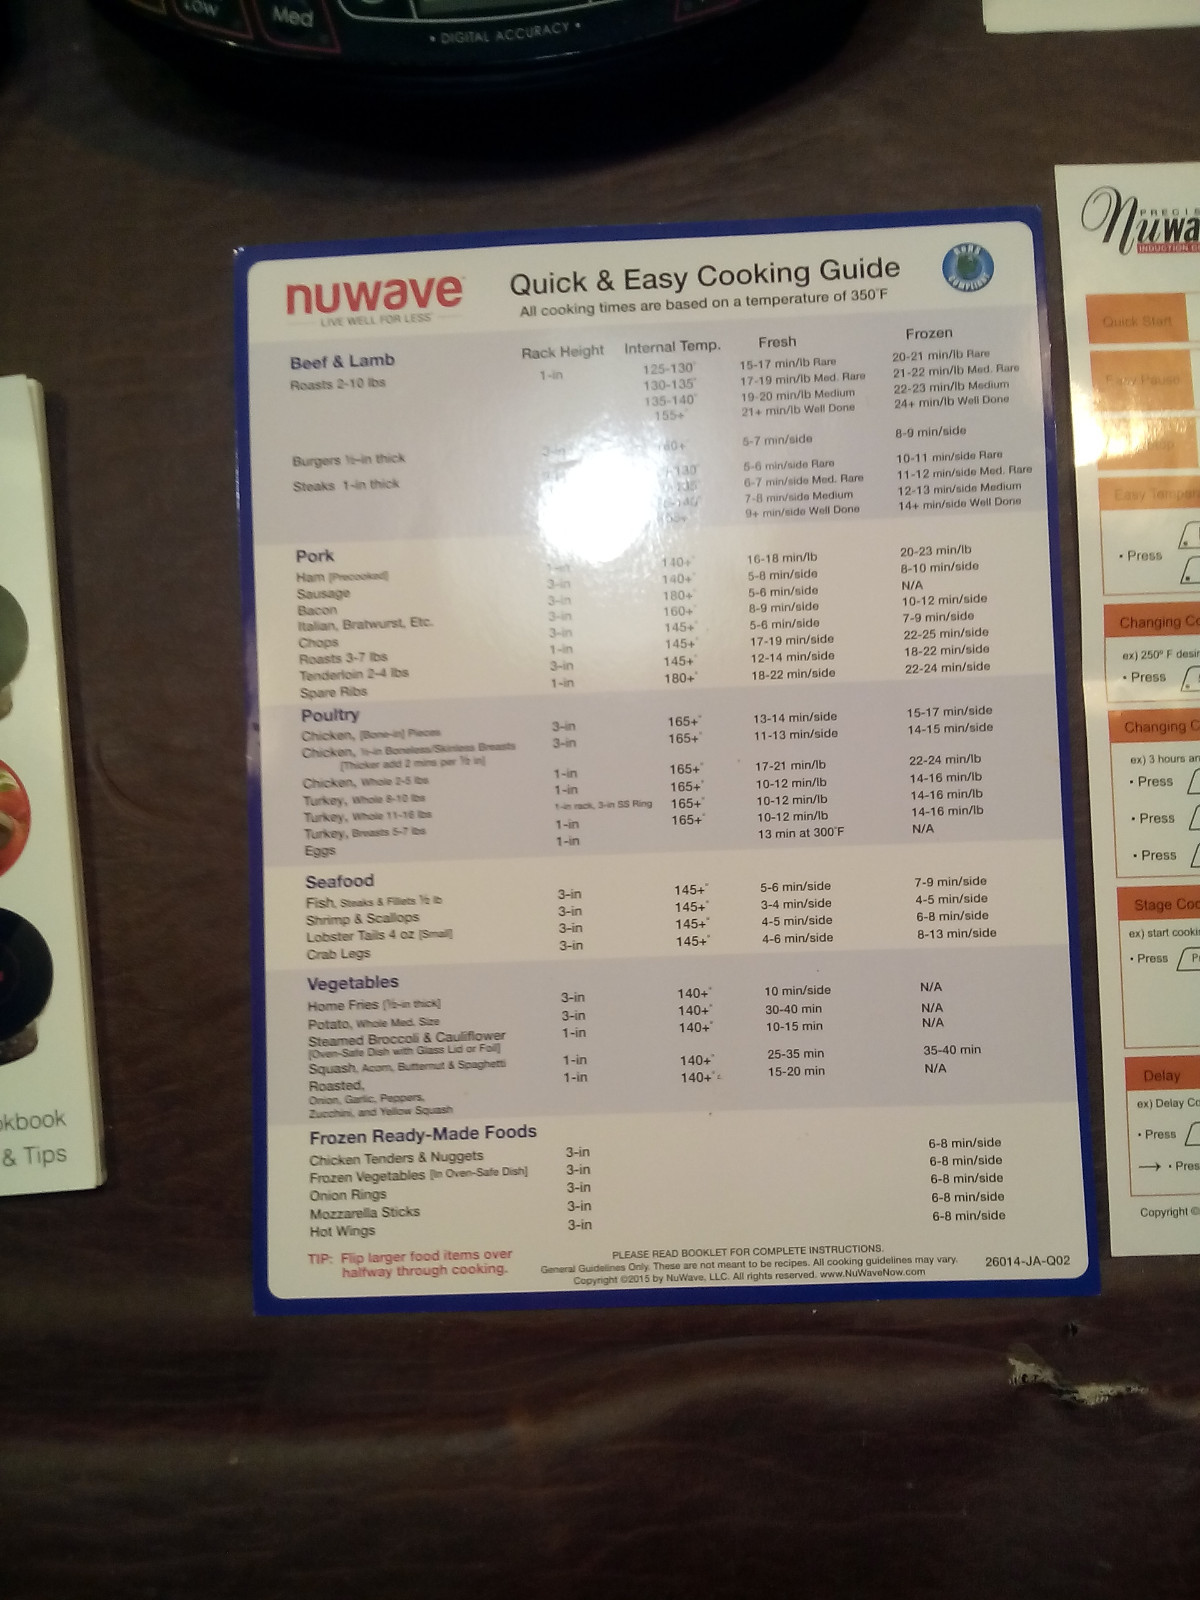 Low
Med
• DIGITAL ACCURACY •
nuwave
LIVE WELL FOR LESS
Quick & Easy Cooking Guide
All cooking times are based on a temperature of 350°F
Rack Height Internal Temp. Fresh Frozen
Beef & Lamb
Roasts 2-10 lbs 1-in 125-130° 15-17 min/lb Rare 20-21 min/lb Rare
130-135° 17-19 min/lb Med. Rare 21-22 min/lb Med. Rare
135-140° 19-20 min/lb Medium 22-23 min/lb Medium
155+° 21+ min/lb Well Done 24+ min/lb Well Done
Burgers ½-in thick 3-in 5-7 min/side 8-9 min/side
Steaks 1-in thick 5-6 min/side Rare 10-11 min/side Rare
6-7 min/side Med. Rare 11-12 min/side Med. Rare
7-8 min/side Medium 12-13 min/side Medium
9+ min/side Well Done 14+ min/side Well Done
Pork
Ham [Precooked] 1-in 140+° 16-18 min/lb 20-23 min/lb
Sausage 3-in 140+° 5-8 min/side 8-10 min/side
Bacon 3-in 180+° 5-6 min/side N/A
Italian, Bratwurst, Etc. 3-in 160+° 8-9 min/side 10-12 min/side
Chops 3-in 145+° 5-6 min/side 7-9 min/side
Roasts 3-7 lbs 1-in 145+° 17-19 min/side 22-25 min/side
Tenderloin 2-4 lbs 3-in 145+° 12-14 min/side 18-22 min/side
Spare Ribs 1-in 180+° 18-22 min/side 22-24 min/side
Poultry
Chicken, [Bone-in] Pieces 3-in 165+° 13-14 min/side 15-17 min/side
Chicken, ½-in Boneless/Skinless Breasts 3-in 165+° 11-13 min/side 14-15 min/side
[Thicker add 2 mins per ½ in]
Chicken, Whole 2-5 lbs 1-in 165+° 17-21 min/lb 22-24 min/lb
Turkey, Whole 8-10 lbs 1-in 165+° 10-12 min/lb 14-16 min/lb
Turkey, Whole 11-16 lbs 1-in rack, 3-in SS Ring 165+° 10-12 min/lb 14-16 min/lb
Turkey, Breasts 5-7 lbs 1-in 165+° 10-12 min/lb 14-16 min/lb
Eggs 1-in 13 min at 300°F N/A
Seafood
Fish, Steaks & Fillets ½ lb 3-in 145+° 5-6 min/side 7-9 min/side
Shrimp & Scallops 3-in 145+° 3-4 min/side 4-5 min/side
Lobster Tails 4 oz [Small] 3-in 145+° 4-5 min/side 6-8 min/side
Crab Legs 3-in 145+° 4-6 min/side 8-13 min/side
Vegetables
Home Fries [½-in thick] 3-in 140+° 10 min/side N/A
Potato, Whole Med. Size 3-in 140+° 30-40 min N/A
Steamed Broccoli & Cauliflower 1-in 140+° 10-15 min N/A
[Oven-Safe Dish with Glass Lid or Foil]
Squash, Acorn, Butternut & Spaghetti 1-in 140+° 25-35 min 35-40 min
Roasted, 1-in 140+° 15-20 min N/A
Onion, Garlic, Peppers,
Zucchini, and Yellow Squash
Frozen Ready-Made Foods
Chicken Tenders & Nuggets 3-in 6-8 min/side
Frozen Vegetables [In Oven-Safe Dish] 3-in 6-8 min/side
Onion Rings 3-in 6-8 min/side
Mozzarella Sticks 3-in 6-8 min/side
Hot Wings 3-in 6-8 min/side
TIP: Flip larger food items over
halfway through cooking.
PLEASE READ BOOKLET FOR COMPLETE INSTRUCTIONS.
General Guidelines Only. These are not meant to be recipes. All cooking guidelines may vary.
Copyright ©2015 by NuWave, LLC. All rights reserved. www.NuWaveNow.com
26014-JA-Q02
okbook
& Tips
PRECIS
Nuwa
INDUCTION
Quick Start
Easy Pause
Easy Tempera
• Press
Changing Co
ex) 250° F desir
• Press
Changing C
ex) 3 hours an
• Press
• Press
• Press
Stage Coo
ex) start cooki
• Press
Delay
ex) Delay Co
• Press
→ • Pres
Copyright ©